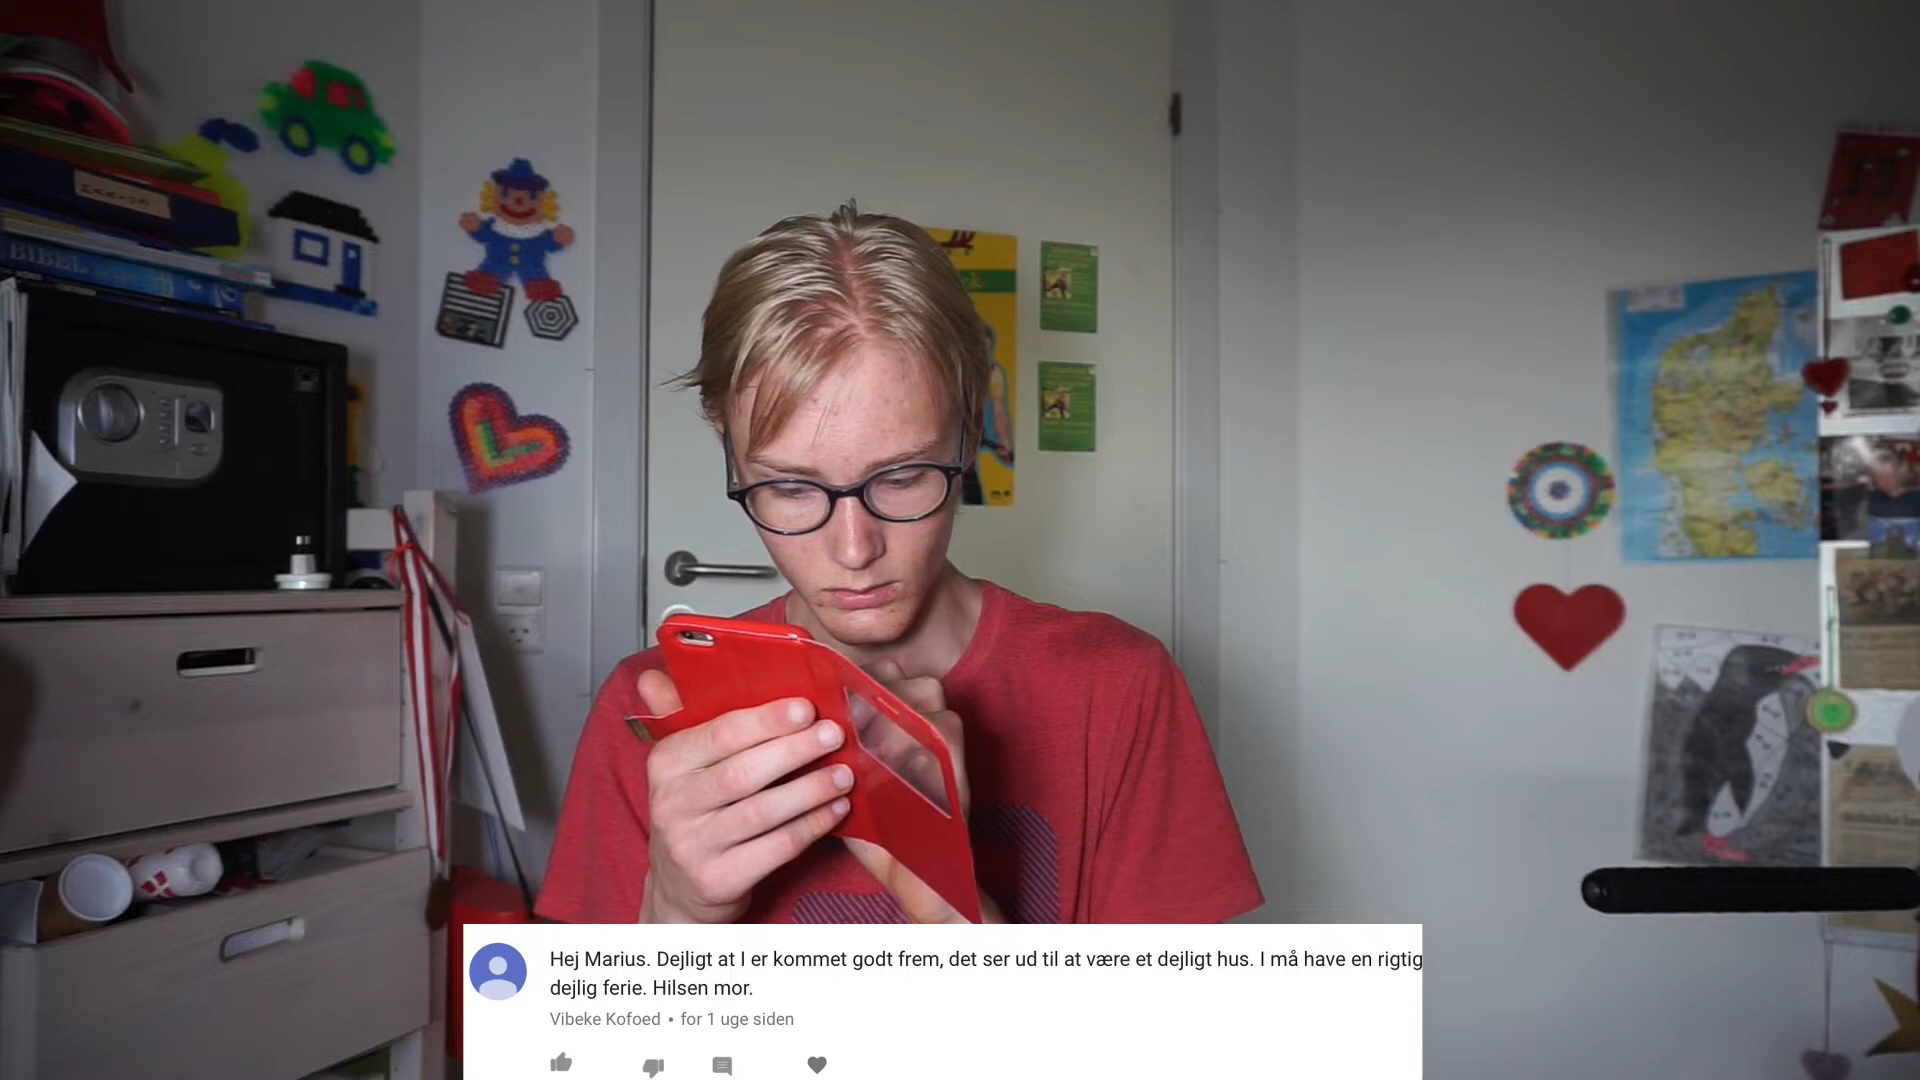 BIBEL
Hej Marius. Dejligt at I er kommet godt frem, det ser ud til at være et dejligt hus. I må have en rigtig
dejlig ferie. Hilsen mor.
Vibeke Kofoed • for 1 uge siden